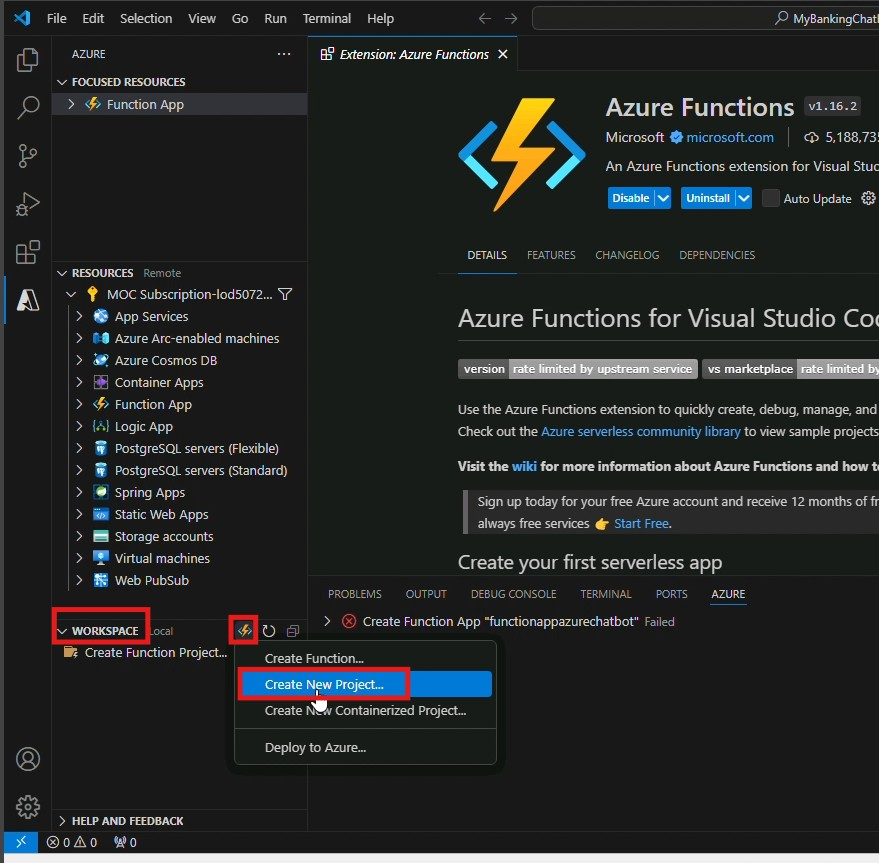 File Edit Selection View Go Run Terminal Help
MyBankingChatl
AZURE ...
FOCUSED RESOURCES
Function App
RESOURCES Remote
MOC Subscription-lod5072...
App Services
Azure Arc-enabled machines
Azure Cosmos DB
Container Apps
Function App
Logic App
PostgreSQL servers (Flexible)
PostgreSQL servers (Standard)
Spring Apps
Static Web Apps
Storage accounts
Virtual machines
Web PubSub
WORKSPACE Local
Create Function Project...
Create Function...
Create New Project...
Create New Containerized Project...
Deploy to Azure...
HELP AND FEEDBACK
0 0 0
Extension: Azure Functions
Azure Functions v1.16.2
Microsoft microsoft.com 5,188,735
An Azure Functions extension for Visual Stuc
Disable Uninstall Auto Update
DETAILS FEATURES CHANGELOG DEPENDENCIES
Azure Functions for Visual Studio Co
version rate limited by upstream service vs marketplace rate limited by
Use the Azure Functions extension to quickly create, debug, manage, and
Check out the Azure serverless community library to view sample projects
Visit the wiki for more information about Azure Functions and how t
Sign up today for your free Azure account and receive 12 months of fr
always free services 👉 Start Free.
Create your first serverless app
PROBLEMS OUTPUT DEBUG CONSOLE TERMINAL PORTS AZURE
Create Function App "functionappazurechatbot" Failed